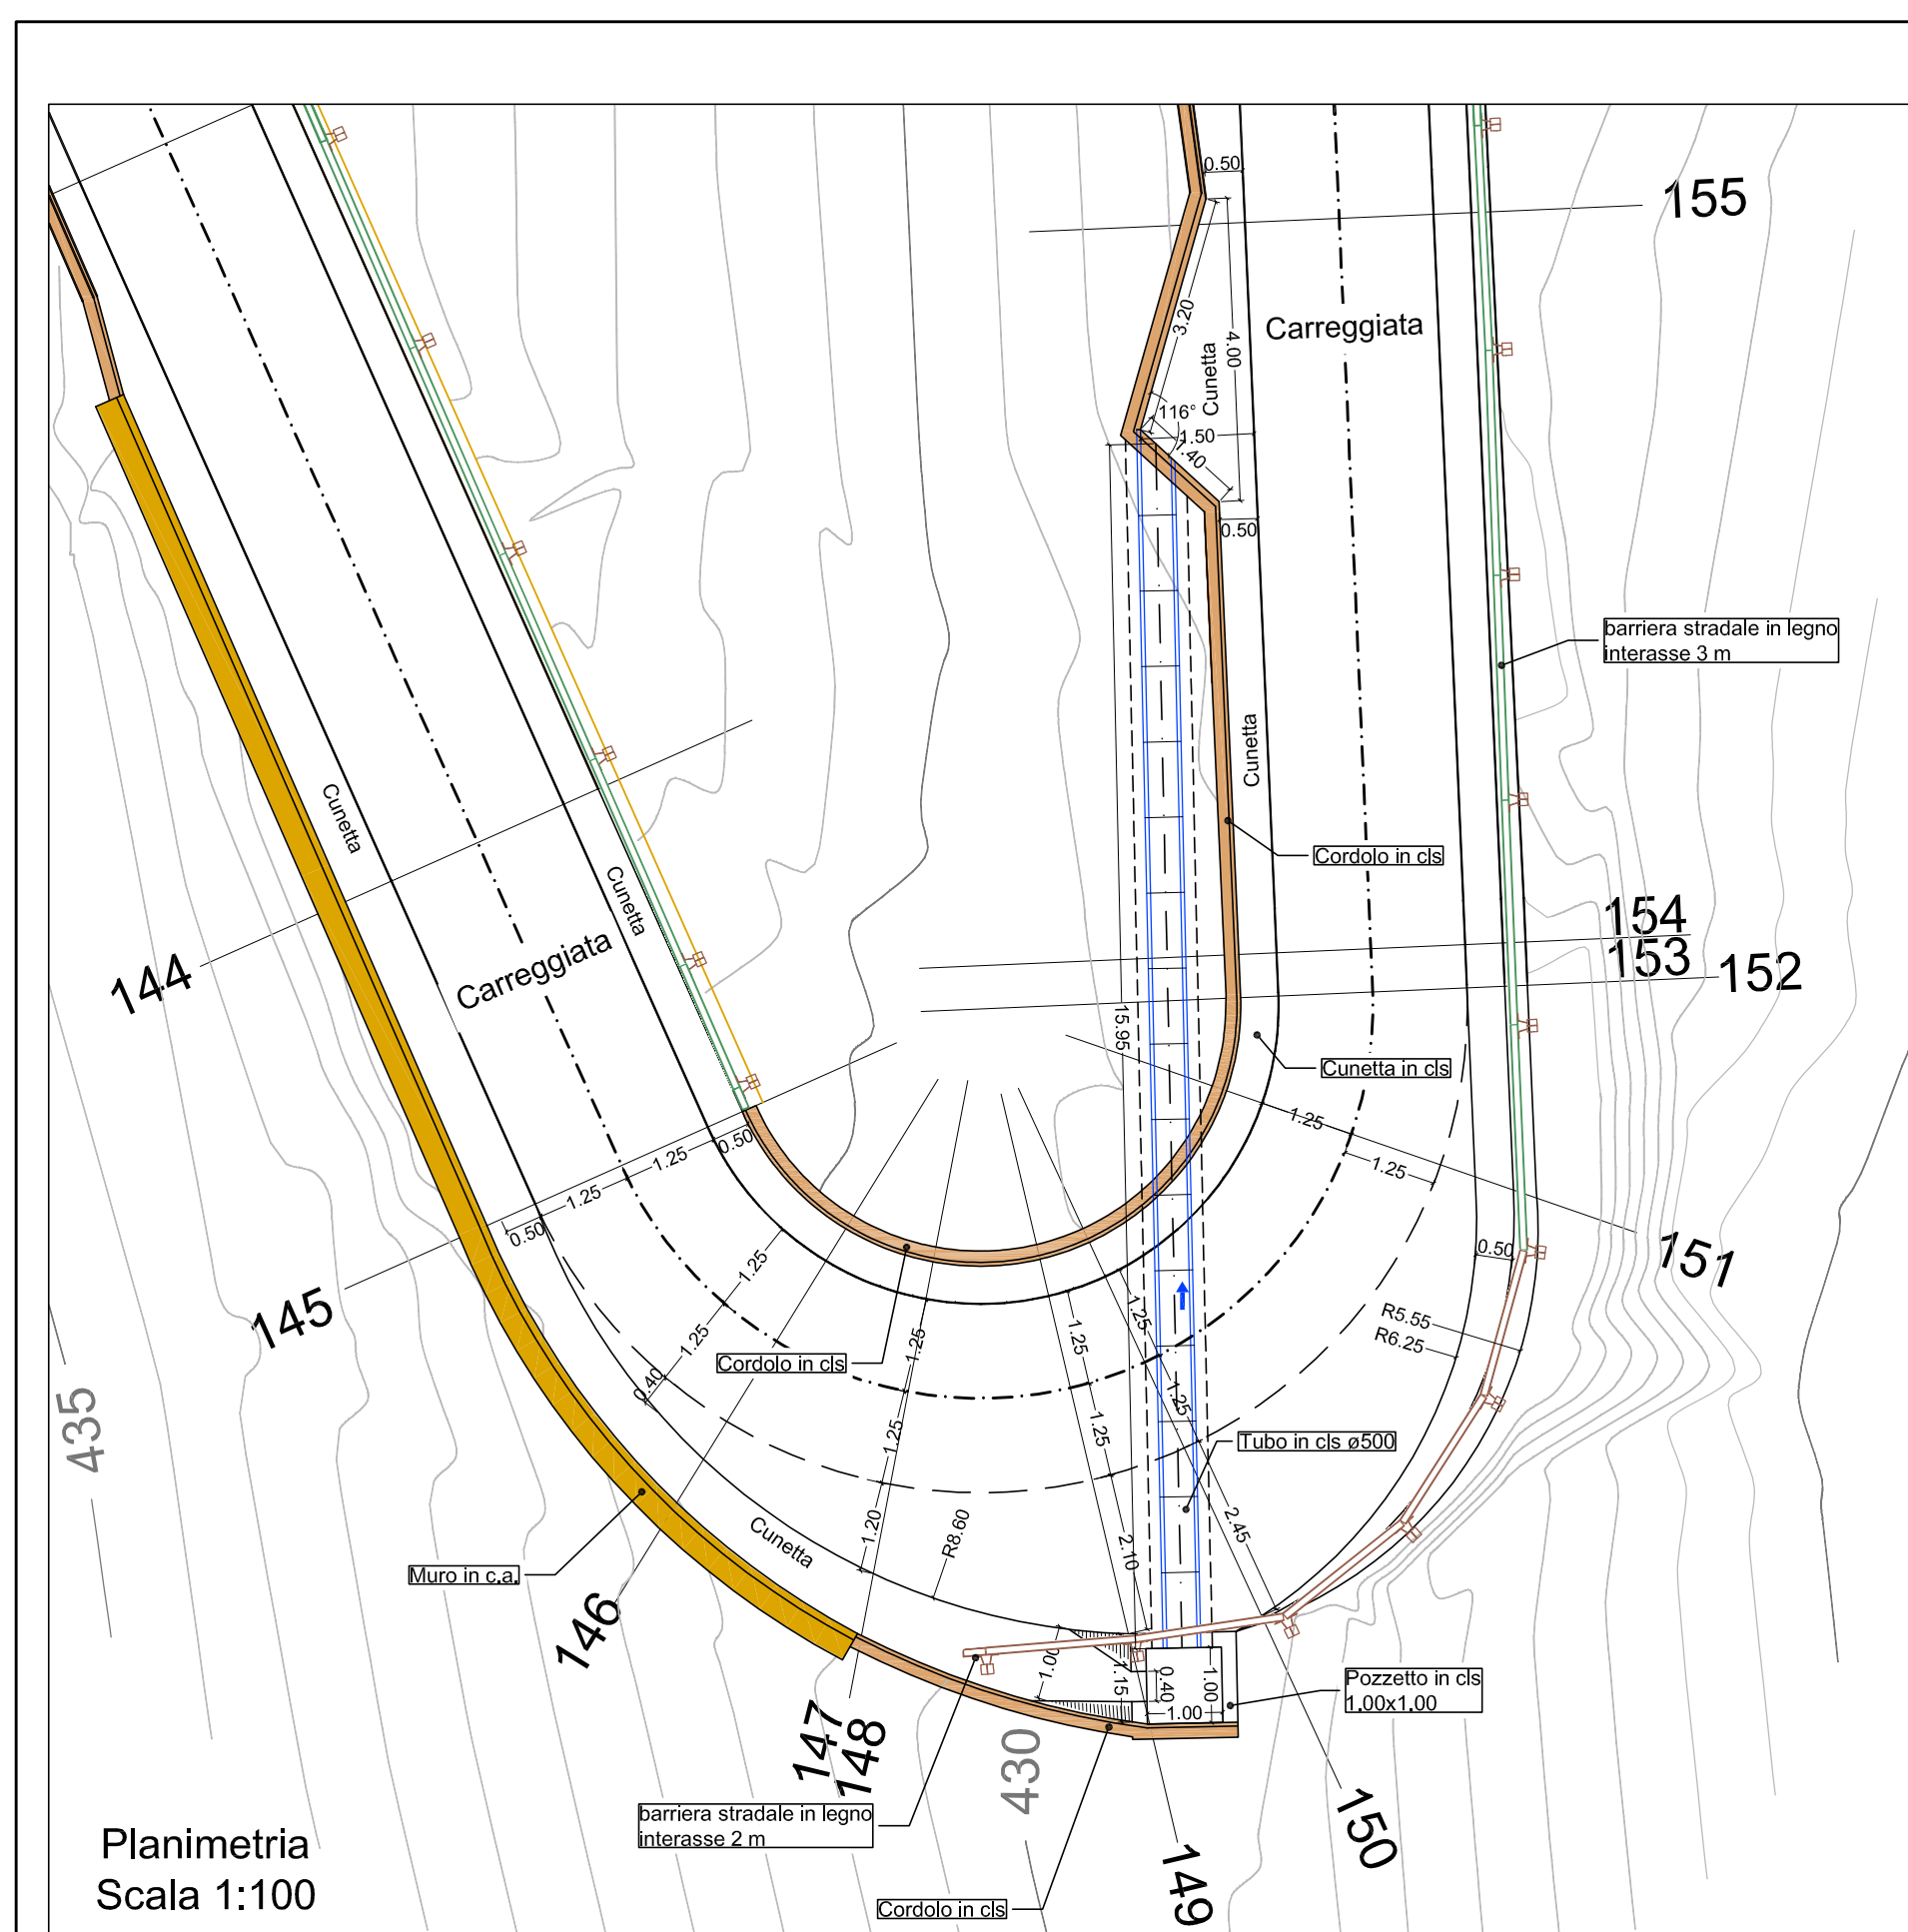 0.50
155
Carreggiata
3.20
4.00
Cunetta
116°
1.50
1.40
0.50
barriera stradale in legno
interasse 3 m
Cunetta
Cunetta
Cunetta
Cordolo in cls
154
153
152
144
Carreggiata
15.95
Cunetta in cls
1.25
1.25
0.50
1.25
1.25
0.50
151
0.50
145
1.25
1.25
0.40
R5.55
R6.25
Cordolo in cls
1.25
1.25
1.20
1.25
1.25
2.10
1.25
1.25
2.45
435
Tubo in cls ø500
R8.60
Cunetta
Muro in c.a.
146
1.00
1.15
0.40
1.00
1.00
Pozzetto in cls
1.00x1.00
147
148
430
barriera stradale in legno
interasse 2 m
150
149
Cordolo in cls
Planimetria
Scala 1:100